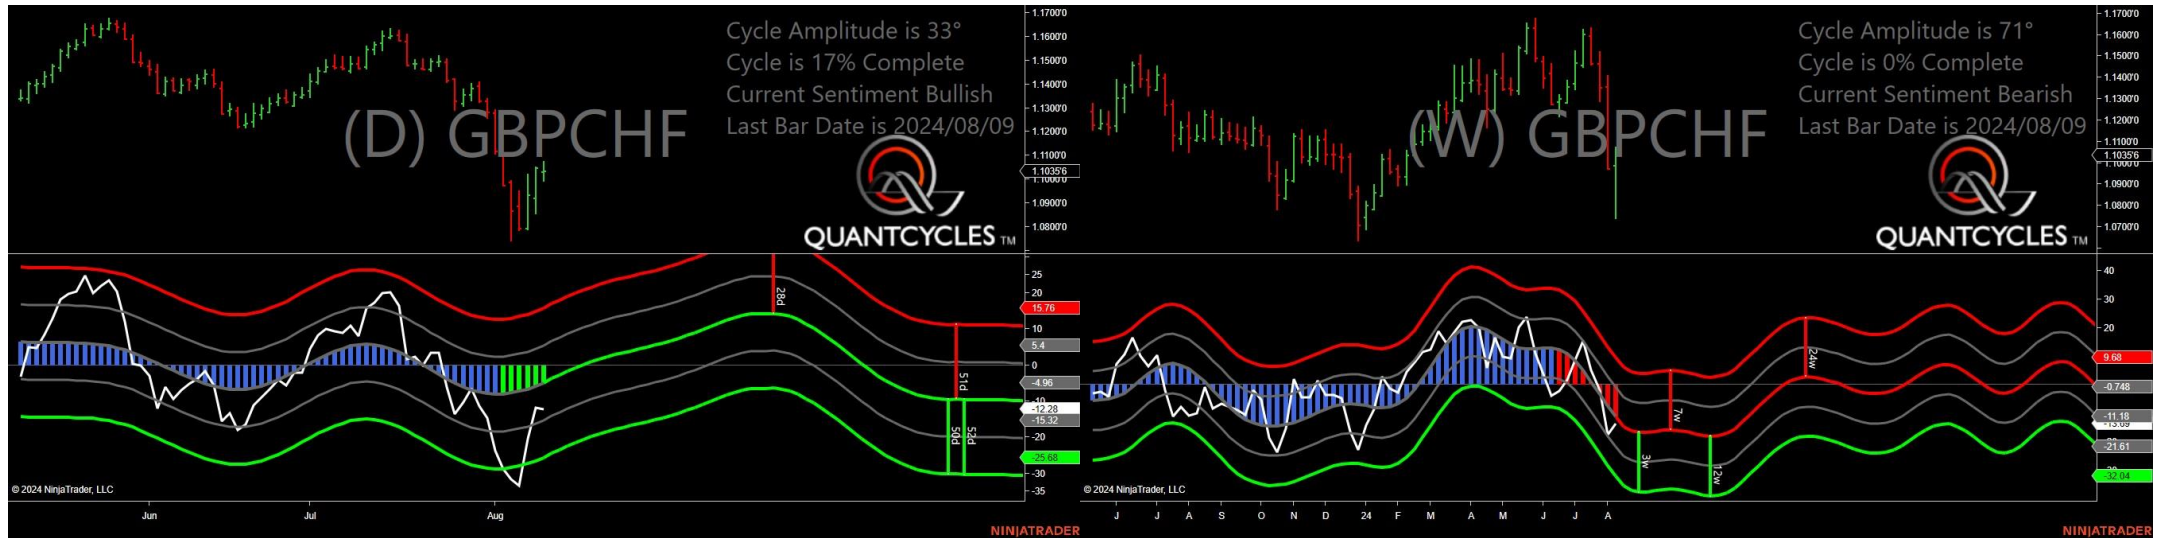 Cycle Amplitude is 33°
Cycle is 17% Complete
Current Sentiment Bullish
Last Bar Date is 2024/08/09
(D) GBPCHF
QUANTCYCLES TM
1.1700'0
1.1600'0
1.1500'0
1.1400'0
1.1300'0
1.1200'0
1.1100'0
1.1035'6
1.1000'0
1.0900'0
1.0800'0
28d
51d
50d
52d
25
20
15.76
10
5.4
0
-4.96
-10
-12.28
-15.32
-20
-25.68
-30
-35
© 2024 NinjaTrader, LLC
Jun
Jul
Aug
NINJATRADER
Cycle Amplitude is 71°
Cycle is 0% Complete
Current Sentiment Bearish
Last Bar Date is 2024/08/09
(W) GBPCHF
QUANTCYCLES TM
1.1700'0
1.1600'0
1.1500'0
1.1400'0
1.1300'0
1.1200'0
1.1100'0
1.1035'6
1.1000'0
1.0900'0
1.0800'0
1.0700'0
24w
7w
3w
12w
40
30
20
9.68
-0.748
-11.18
-21.61
-32.04
© 2024 NinjaTrader, LLC
J J A S O N D 24 F M A M J J A
NINJATRADER